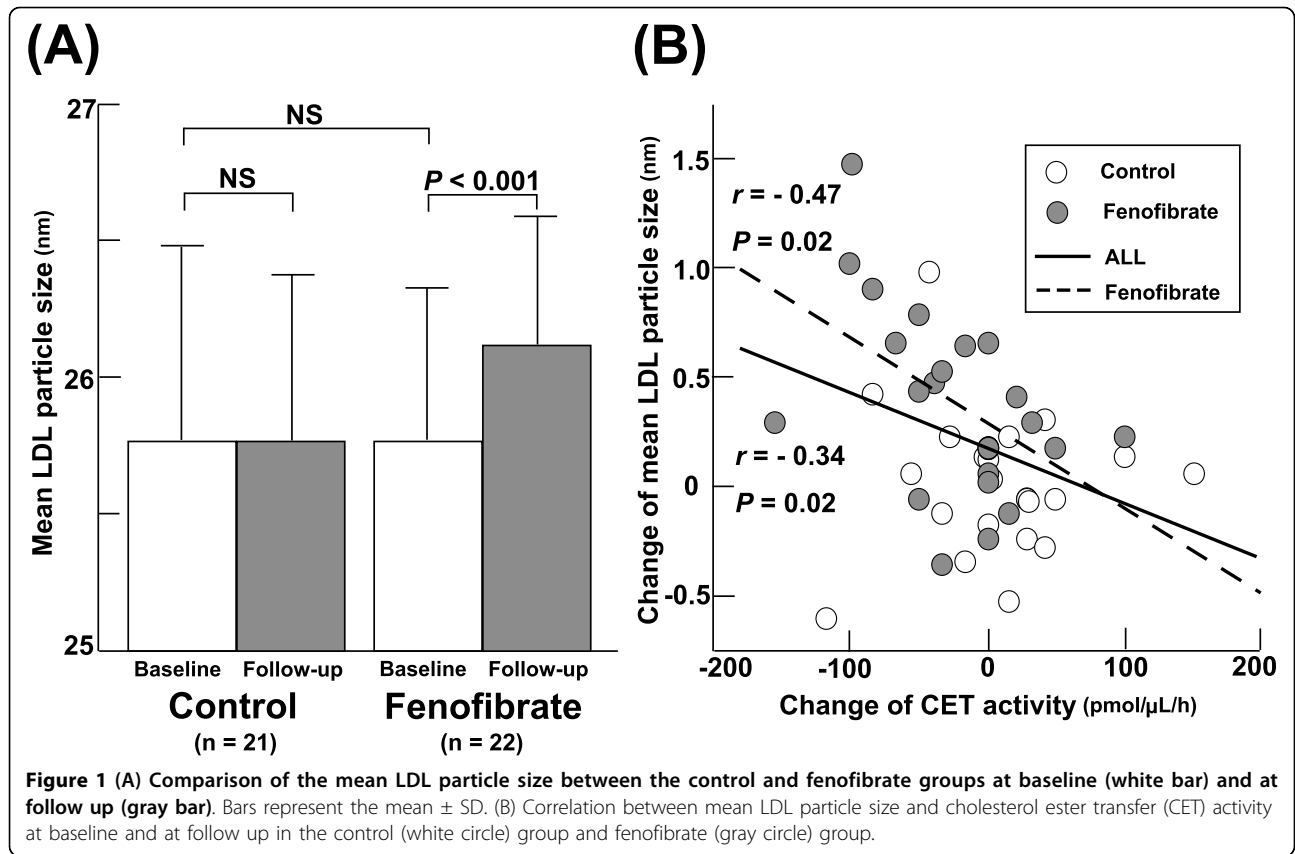 (A)
27
26
25
Mean LDL particle size (nm)
NS
NS
P < 0.001
Baseline
Follow-up
Baseline
Follow-up
Control
Fenofibrate
(n = 21)
(n = 22)
(B)
Change of mean LDL particle size (nm)
1.5
1.0
0.5
0
-0.5
r = - 0.47
P = 0.02
r = - 0.34
P = 0.02
Control
Fenofibrate
ALL
Fenofibrate
-200
-100
0
100
200
Change of CET activity (pmol/µL/h)
Figure 1 (A) Comparison of the mean LDL particle size between the control and fenofibrate groups at baseline (white bar) and at
follow up (gray bar). Bars represent the mean ± SD. (B) Correlation between mean LDL particle size and cholesterol ester transfer (CET) activity
at baseline and at follow up in the control (white circle) group and fenofibrate (gray circle) group.